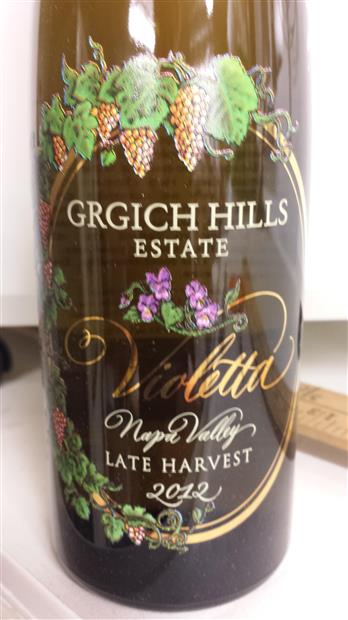 GRGICH HILLS
ESTATE
Violetta
Napa Valley
LATE HARVEST
2012